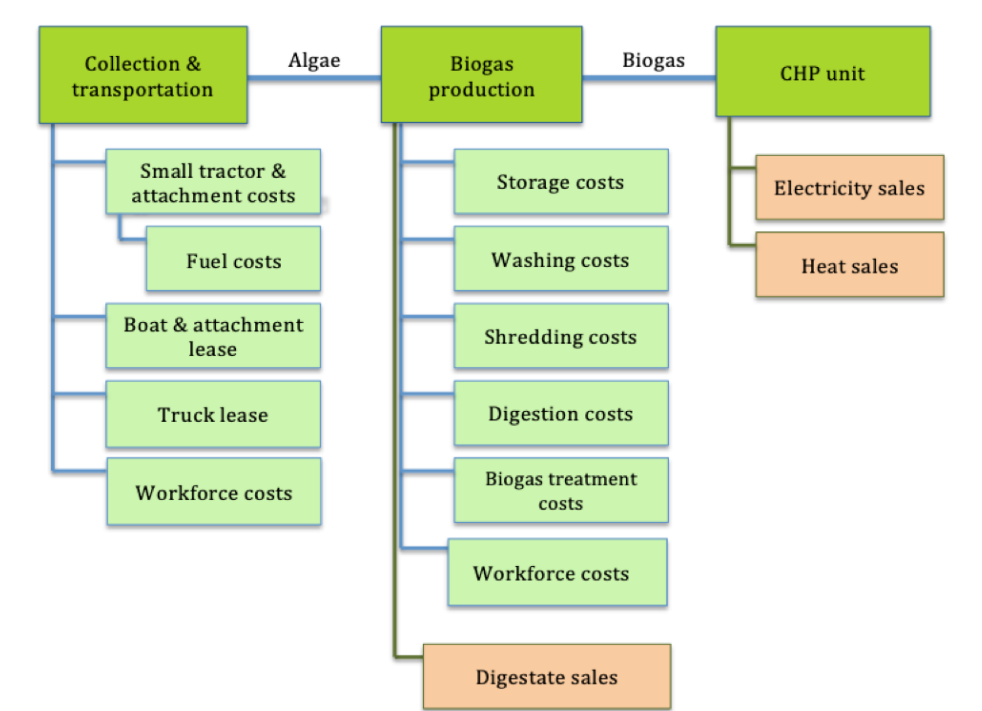 Collection &
transportation
Algae
Biogas
production
Biogas
CHP unit
Small tractor &
attachment costs
Fuel costs
Boat & attachment
lease
Truck lease
Workforce costs
Storage costs
Washing costs
Shredding costs
Digestion costs
Biogas treatment
costs
Workforce costs
Digestate sales
Electricity sales
Heat sales